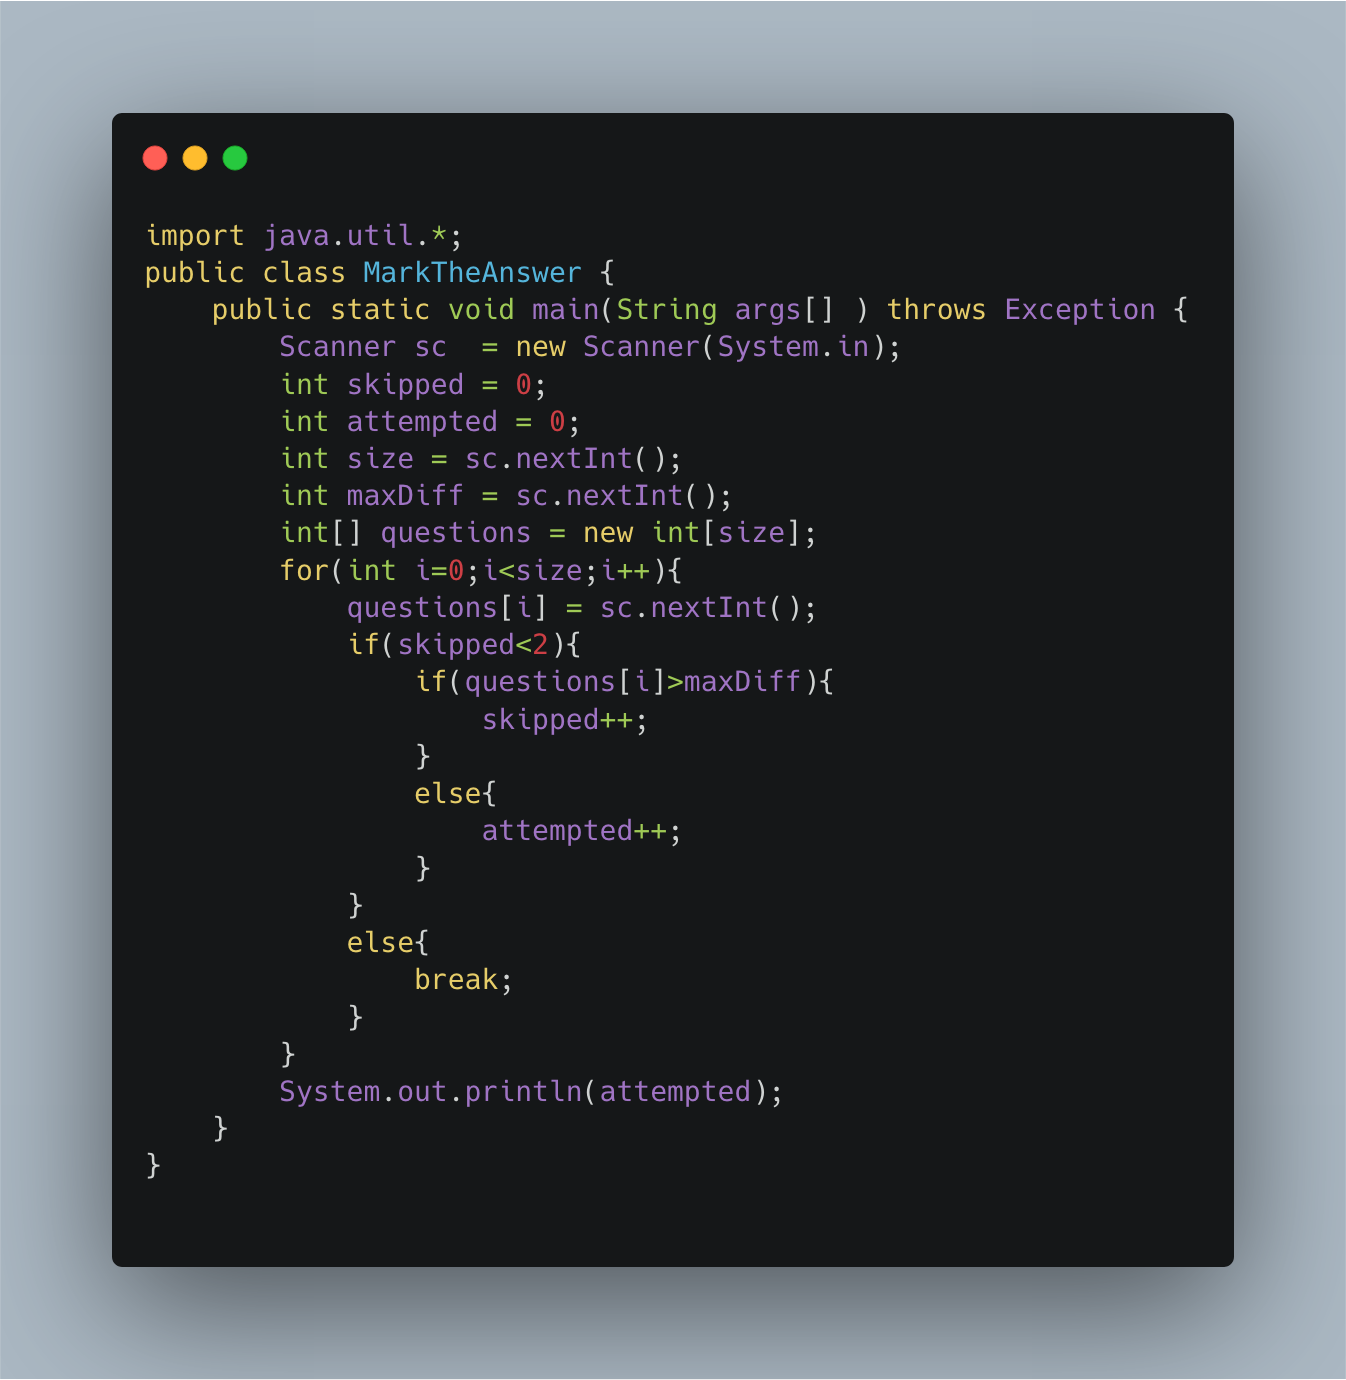 import java.util.*;
public class MarkTheAnswer {
    public static void main(String args[] ) throws Exception {
        Scanner sc  = new Scanner(System.in);
        int skipped = 0;
        int attempted = 0;
        int size = sc.nextInt();
        int maxDiff = sc.nextInt();
        int[] questions = new int[size];
        for(int i=0;i<size;i++){
            questions[i] = sc.nextInt();
            if(skipped<2){
                if(questions[i]>maxDiff){
                    skipped++;
                }
                else{
                    attempted++;
                }
            }
            else{
                break;
            }
        }
        System.out.println(attempted);
    }
}